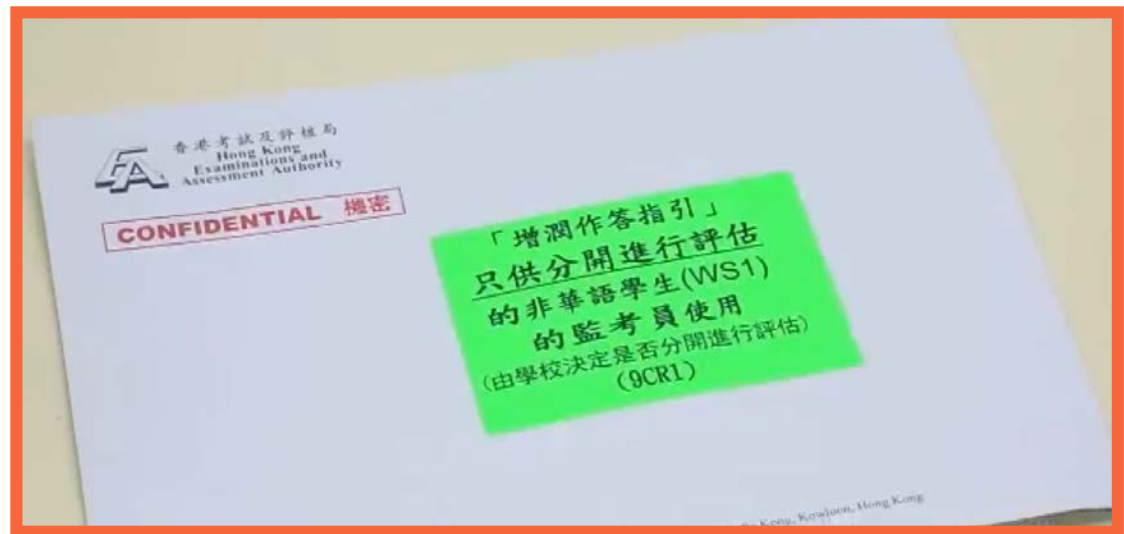 香港考試及評核局
Hong Kong
Examinations and
Assessment Authority
CONFIDENTIAL 機密
「增潤作答指引」
只供分開進行評估
的非華語學生(WS1)
的監考員使用
(由學校決定是否分開進行評估)
(9CR1)
Kong, Kowloon, Hong Kong